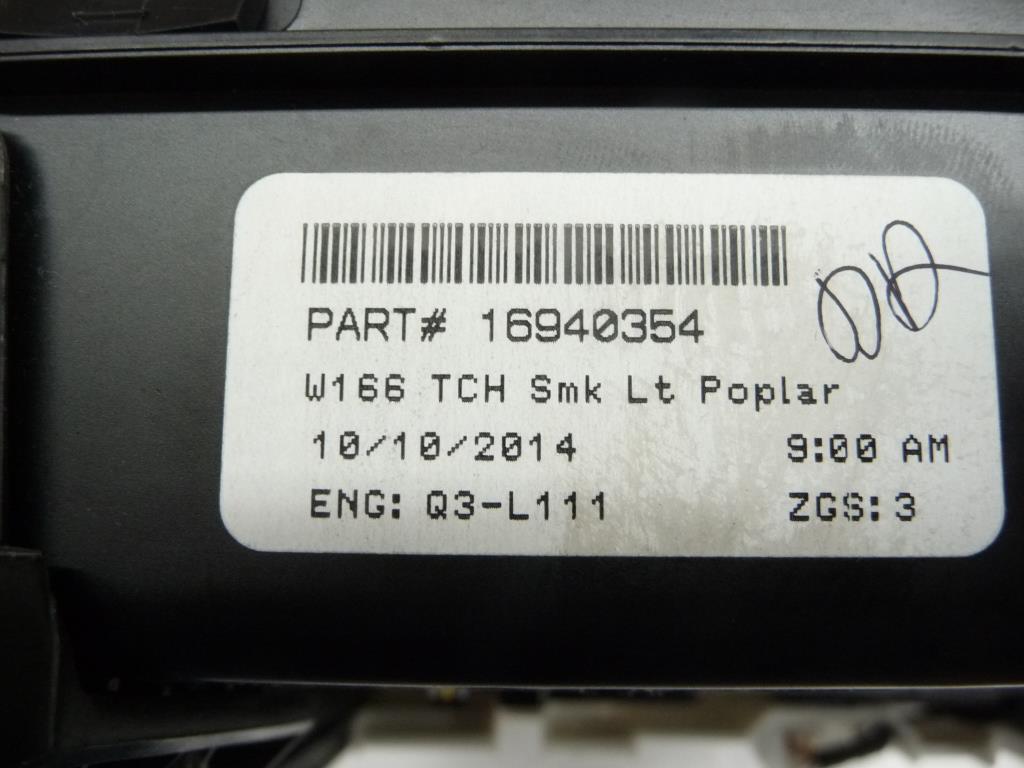 PART# 16940354
W166 TCH Smk Lt Poplar
10/10/2014 9:00 AM
ENG: Q3-L111 ZGS: 3